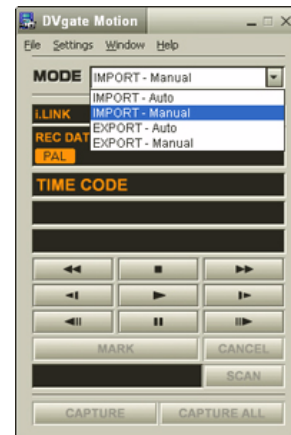 DVgate Motion
File Settings Window Help
MODE IMPORT - Manual
IMPORT - Auto
i.LINK IMPORT - Manual
REC DAT EXPORT - Auto
PAL EXPORT - Manual
TIME CODE
MARK CANCEL
SCAN
CAPTURE CAPTURE ALL